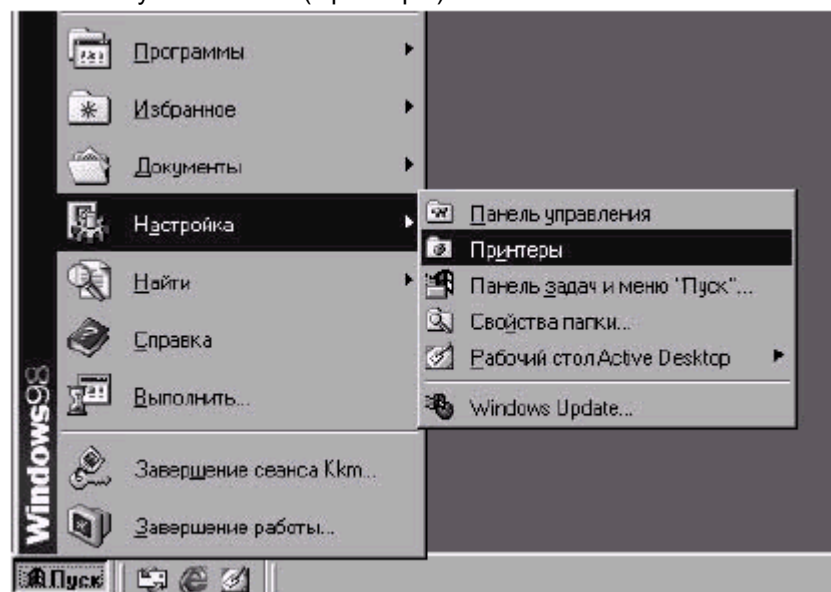 Программы
Избранное
Документы
Настройка
Найти
Справка
Выполнить...
Завершение сеанса Kkm...
Завершение работы...
Панель управления
Принтеры
Панель задач и меню "Пуск"...
Свойства папки...
Рабочий стол Active Desktop
Windows Update...
Windows98
Пуск